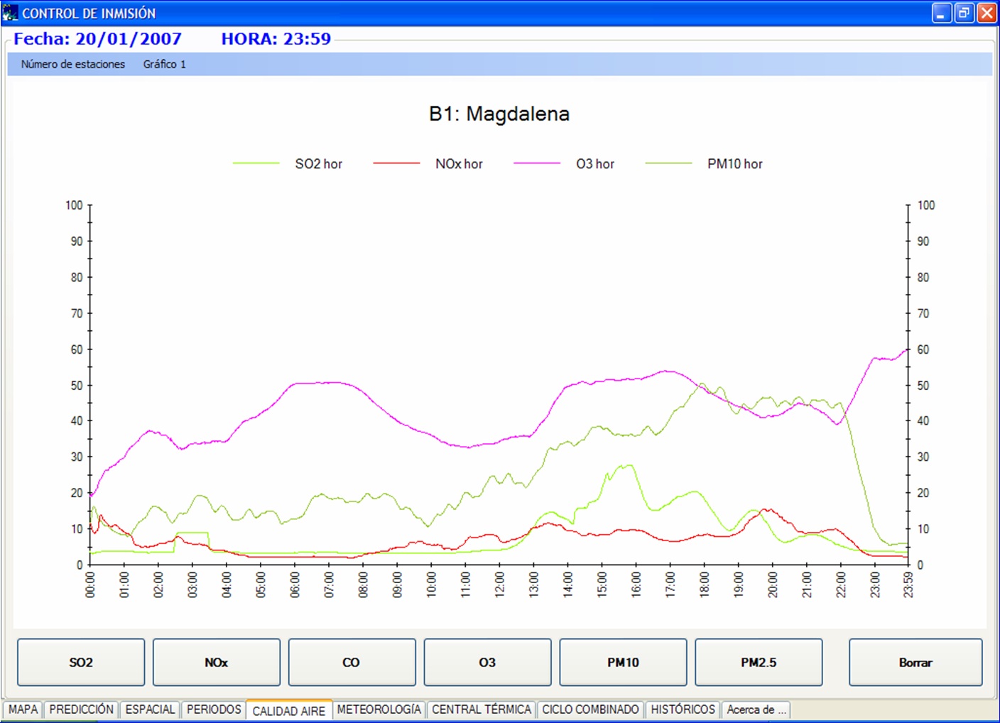 CONTROL DE INMISIÓN
Fecha: 20/01/2007 HORA: 23:59
Número de estaciones Gráfico 1
B1: Magdalena
SO2 hor NOx hor O3 hor PM10 hor
100 100
90 90
80 80
70 70
60 60
50 50
40 40
30 30
20 20
10 10
0 0
00:00 01:00 02:00 03:00 04:00 05:00 06:00 07:00 08:00 09:00 10:00 11:00 12:00 13:00 14:00 15:00 16:00 17:00 18:00 19:00 20:00 21:00 22:00 23:00 23:59
SO2 NOx CO O3 PM10 PM2.5 Borrar
MAPA PREDICCIÓN ESPACIAL PERIODOS CALIDAD AIRE METEOROLOGíA CENTRAL TÉRMICA CICLO COMBINADO HISTÓRICOS Acerca de ...